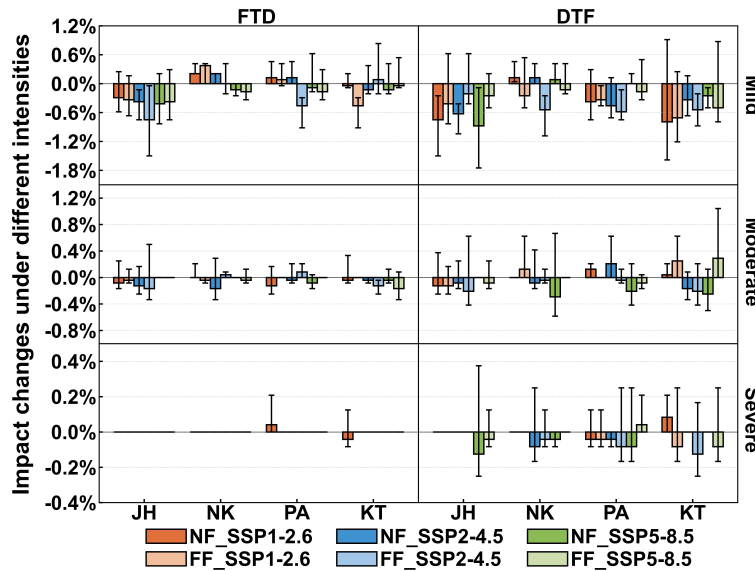 FTD DTF
Impact changes under different intensities
1.2%
0.6%
0.0%
-0.6%
-1.2%
-1.8%
Mild
1.2%
0.8%
0.4%
0.0%
-0.4%
-0.8%
Moderate
0.4%
0.2%
0.0%
-0.2%
-0.4%
Severe
JH NK PA KT JH NK PA KT
NF_SSP1-2.6 NF_SSP2-4.5 NF_SSP5-8.5
FF_SSP1-2.6 FF_SSP2-4.5 FF_SSP5-8.5